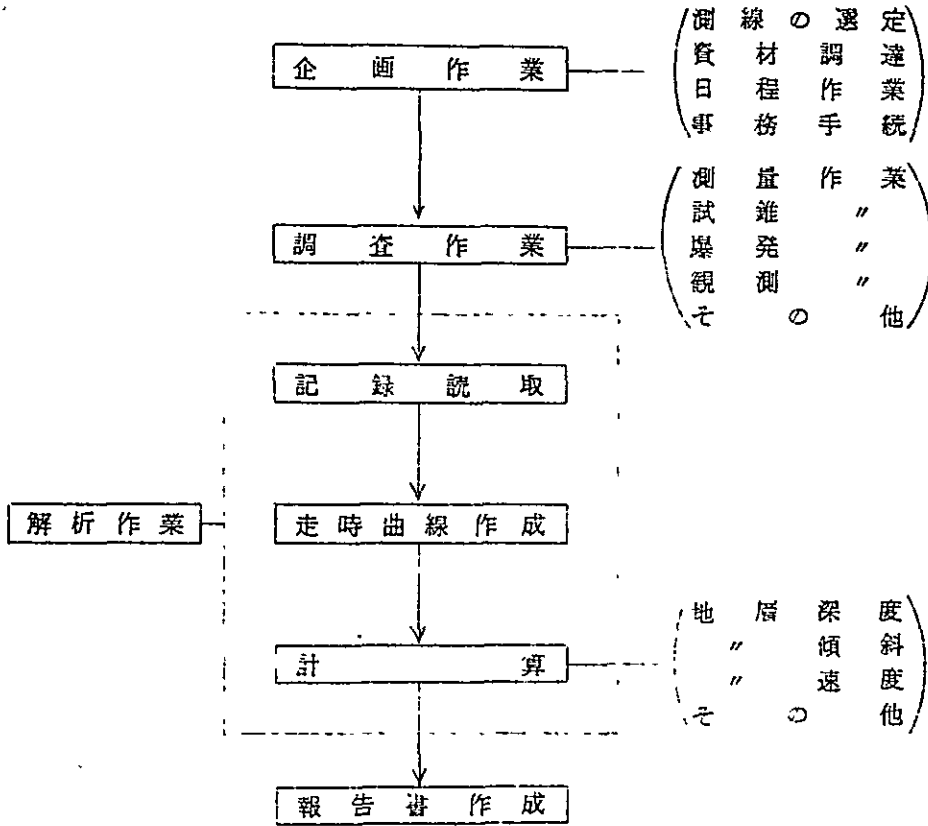 測線の選定
企画作業
資材調達
日程作業
事務手続
測量作業
試錐 〃
調査作業
爆発 〃
観測 〃
その他
記録読取
解析作業
走時曲線作成
地層深度
〃 傾斜
計算
〃 速度
その他
報告書作成